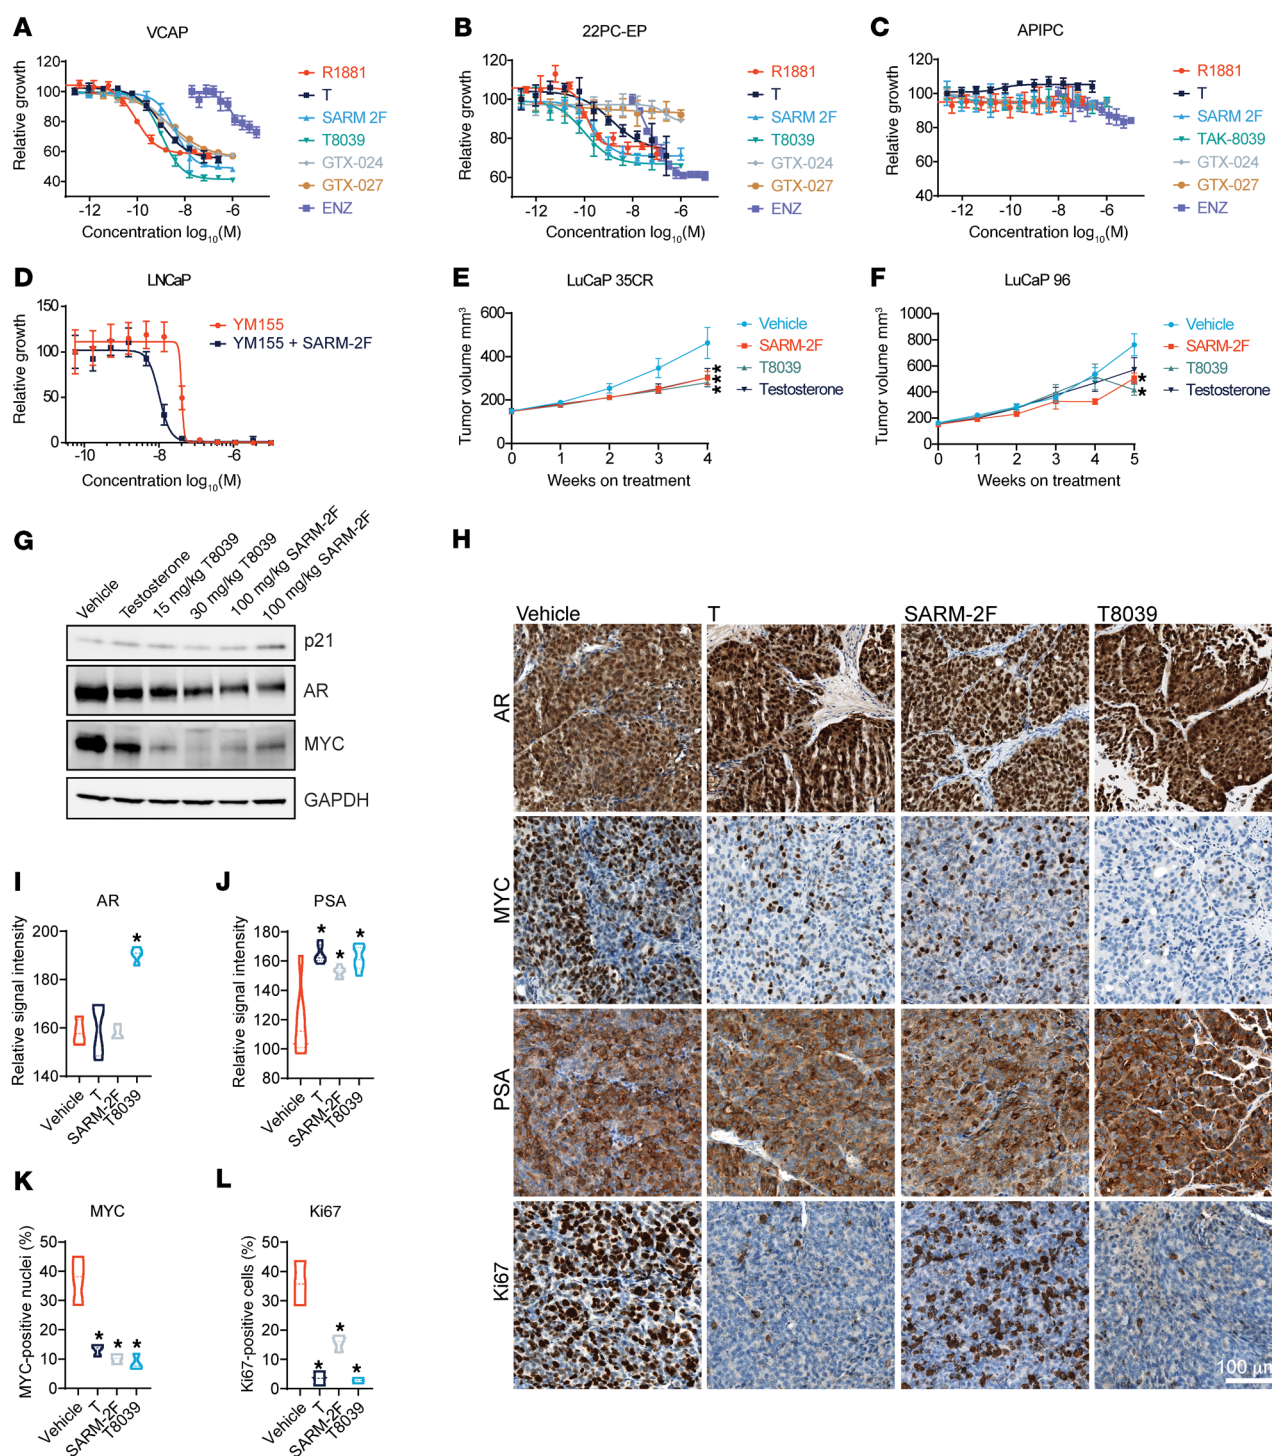 A
VCAP
Relative growth
120
100
80
60
40
-12
-10
-8
-6
Concentration log10(M)
R1881
T
SARM 2F
T8039
GTX-024
GTX-027
ENZ
B
22PC-EP
120
100
80
60
-12
-10
-8
-6
Concentration log10(M)
Relative growth
R1881
T
SARM 2F
T8039
GTX-024
GTX-027
ENZ
C
APIPC
Relative growth
120
100
80
60
40
-12
-10
-8
-6
Concentration log10(M)
R1881
T
SARM 2F
TAK-8039
GTX-024
GTX-027
ENZ
D
LNCaP
Relative growth
150
100
50
0
-10
-8
-6
Concentration log10(M)
YM155
YM155 + SARM-2F
E
LuCaP 35CR
Tumor volume mm³
600
400
200
0
0
1
2
3
4
Weeks on treatment
Vehicle
SARM-2F
T8039
Testosterone
***
F
LuCaP 96
Tumor volume mm³
1000
800
600
400
200
0
0
1
2
3
4
5
Weeks on treatment
Vehicle
SARM-2F
T8039
Testosterone
*
*
G
Vehicle
Testosterone
15 mg/kg T8039
30 mg/kg T8039
100 mg/kg SARM-2F
100 mg/kg SARM-2F
p21
AR
MYC
GAPDH
H
Vehicle
T
SARM-2F
T8039
AR
MYC
PSA
Ki67
100 μm
I
AR
Relative signal intensity
200
180
160
140
*
Vehicle
T
SARM-2F
T8039
J
PSA
Relative signal intensity
180
160
140
120
100
80
*
*
*
Vehicle
T
SARM-2F
T8039
K
MYC
MYC-positive nuclei (%)
50
40
30
20
10
0
*
*
*
Vehicle
T
SARM-2F
T8039
L
Ki67
Ki67-positive cells (%)
50
40
30
20
10
0
*
*
*
Vehicle
T
SARM-2F
T8039